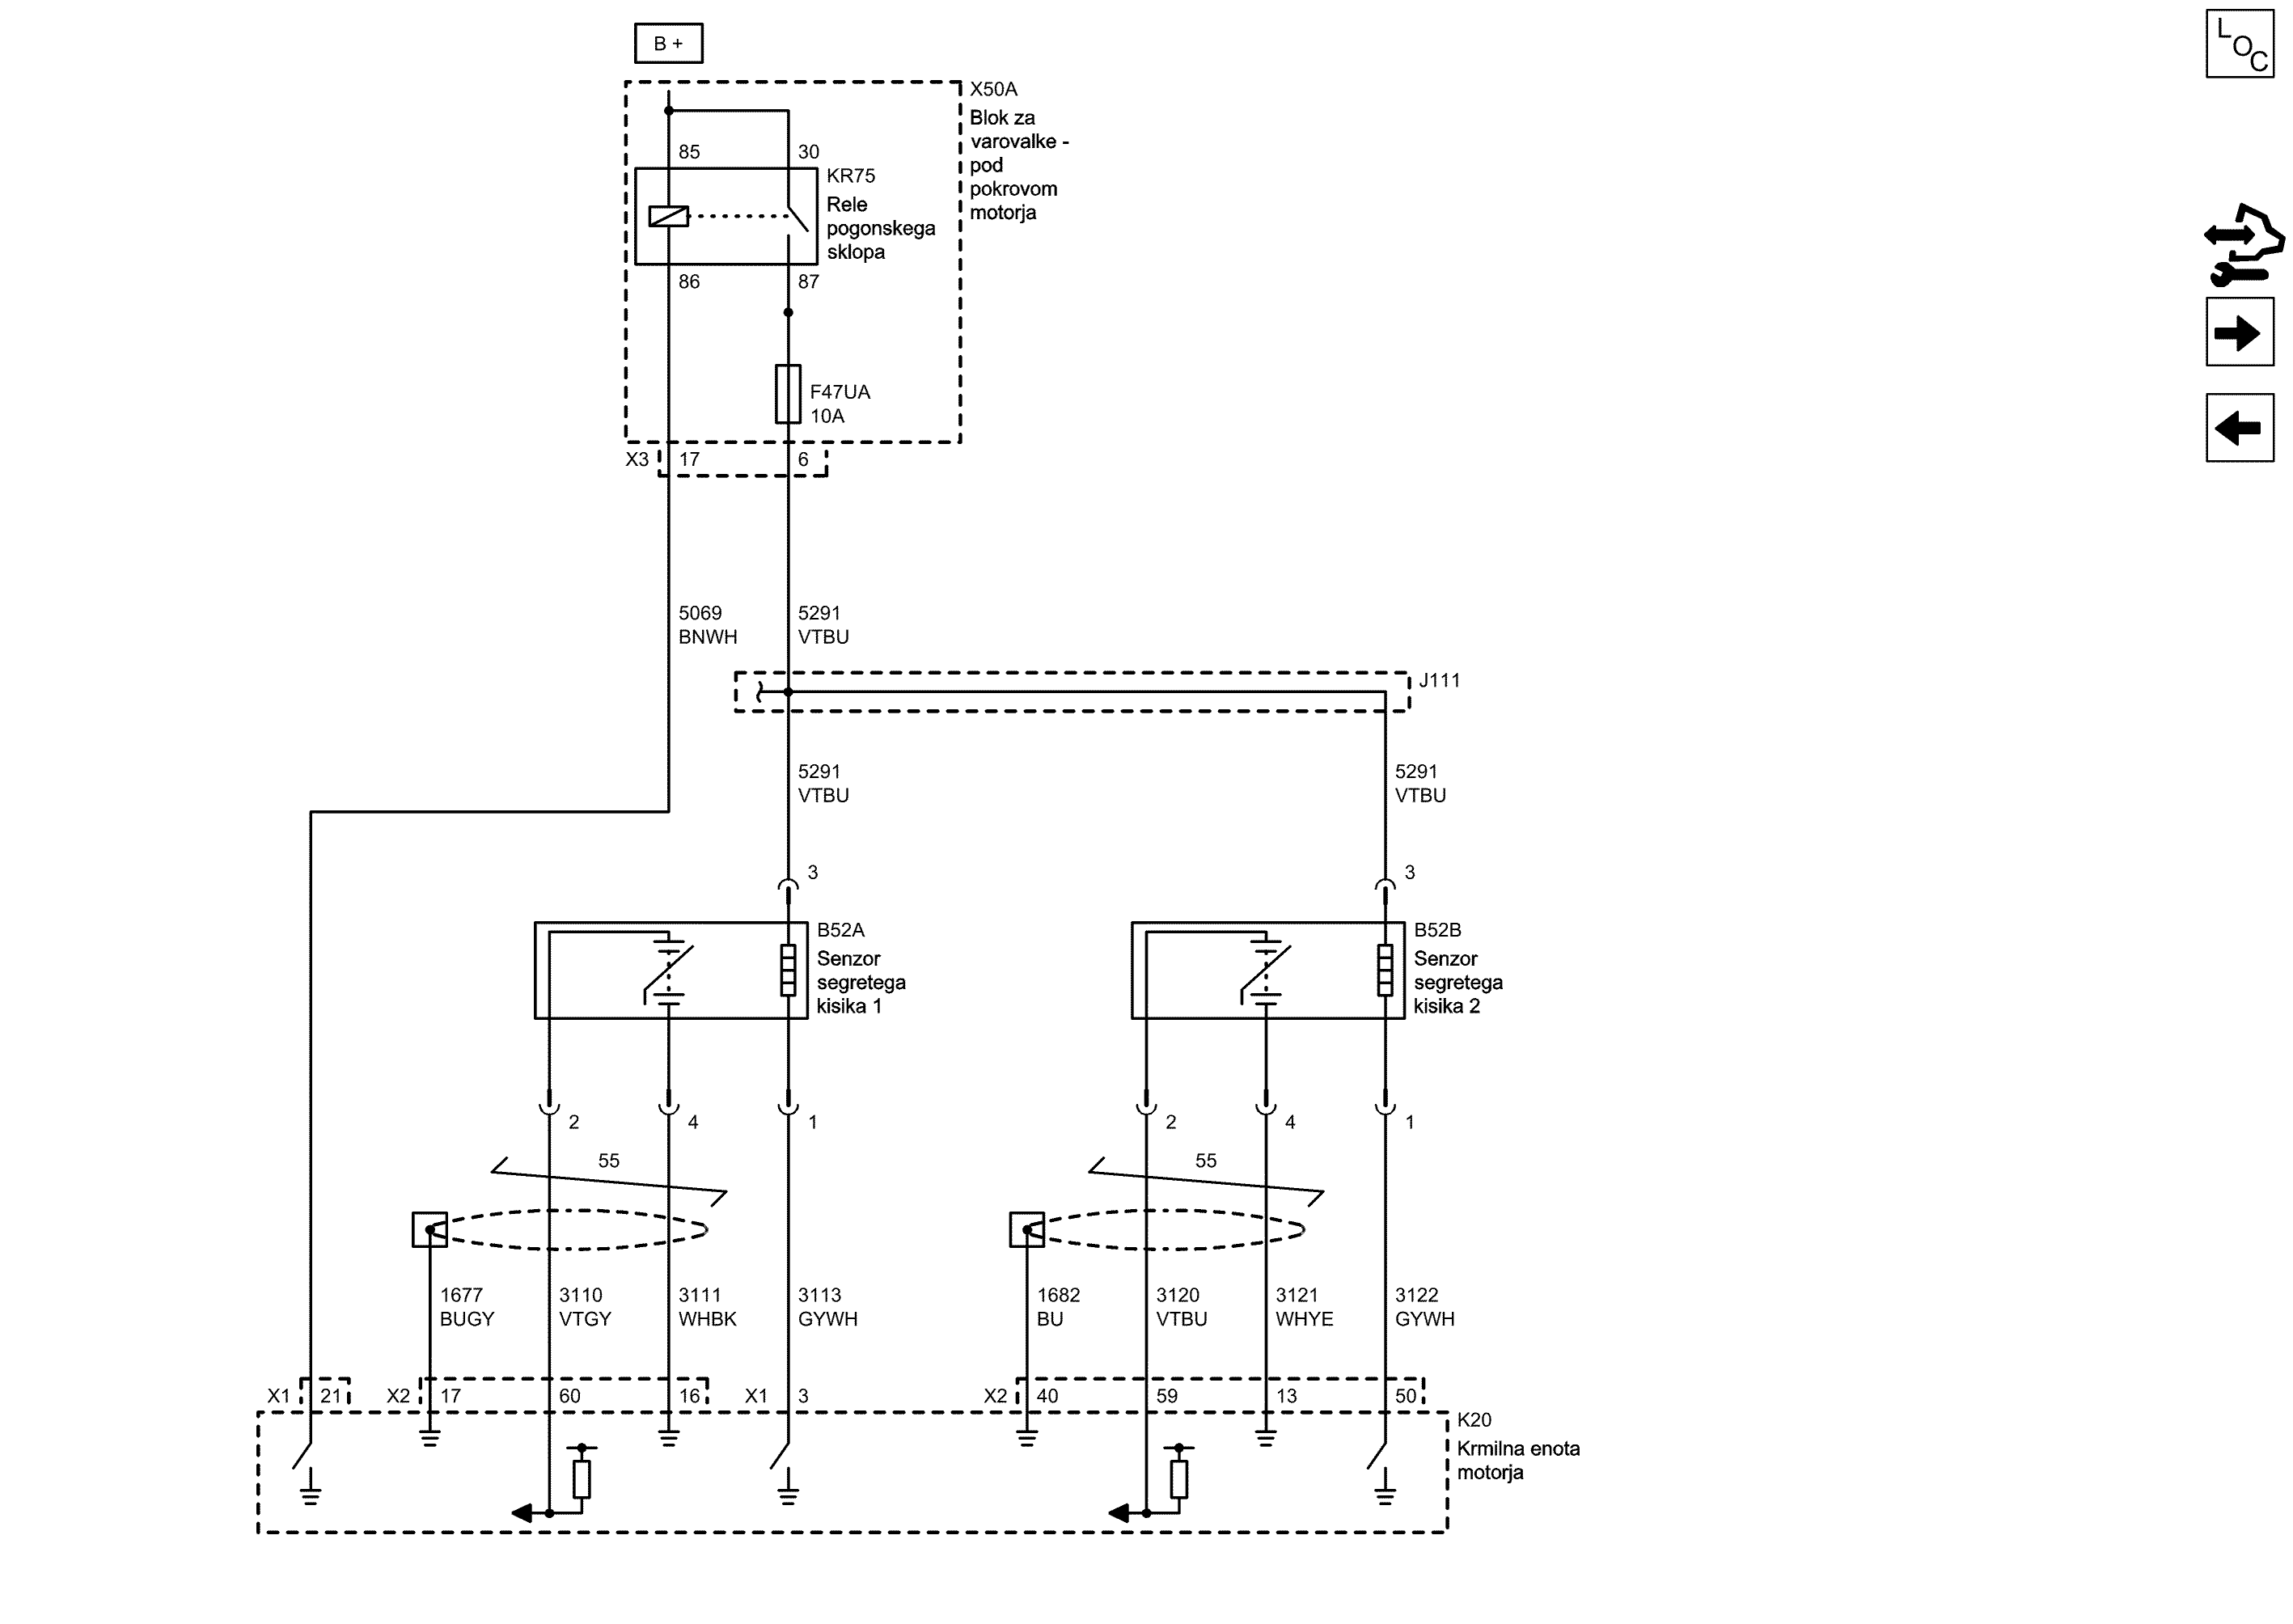 B +
L
O
C
X50A
Blok za
varovalke -
pod
pokrovom
motorja
85
30
KR75
Rele
pogonskega
sklopa
86
87
F47UA
10A
X3
17
6
5069
BNWH
5291
VTBU
J111
5291
VTBU
5291
VTBU
3
3
B52A
Senzor
segretega
kisika 1
B52B
Senzor
segretega
kisika 2
2
4
1
2
4
1
55
55
1677
BUGY
3110
VTGY
3111
WHBK
3113
GYWH
1682
BU
3120
VTBU
3121
WHYE
3122
GYWH
X1
21
X2
17
60
16
X1
3
X2
40
59
13
50
K20
Krmilna enota
motorja